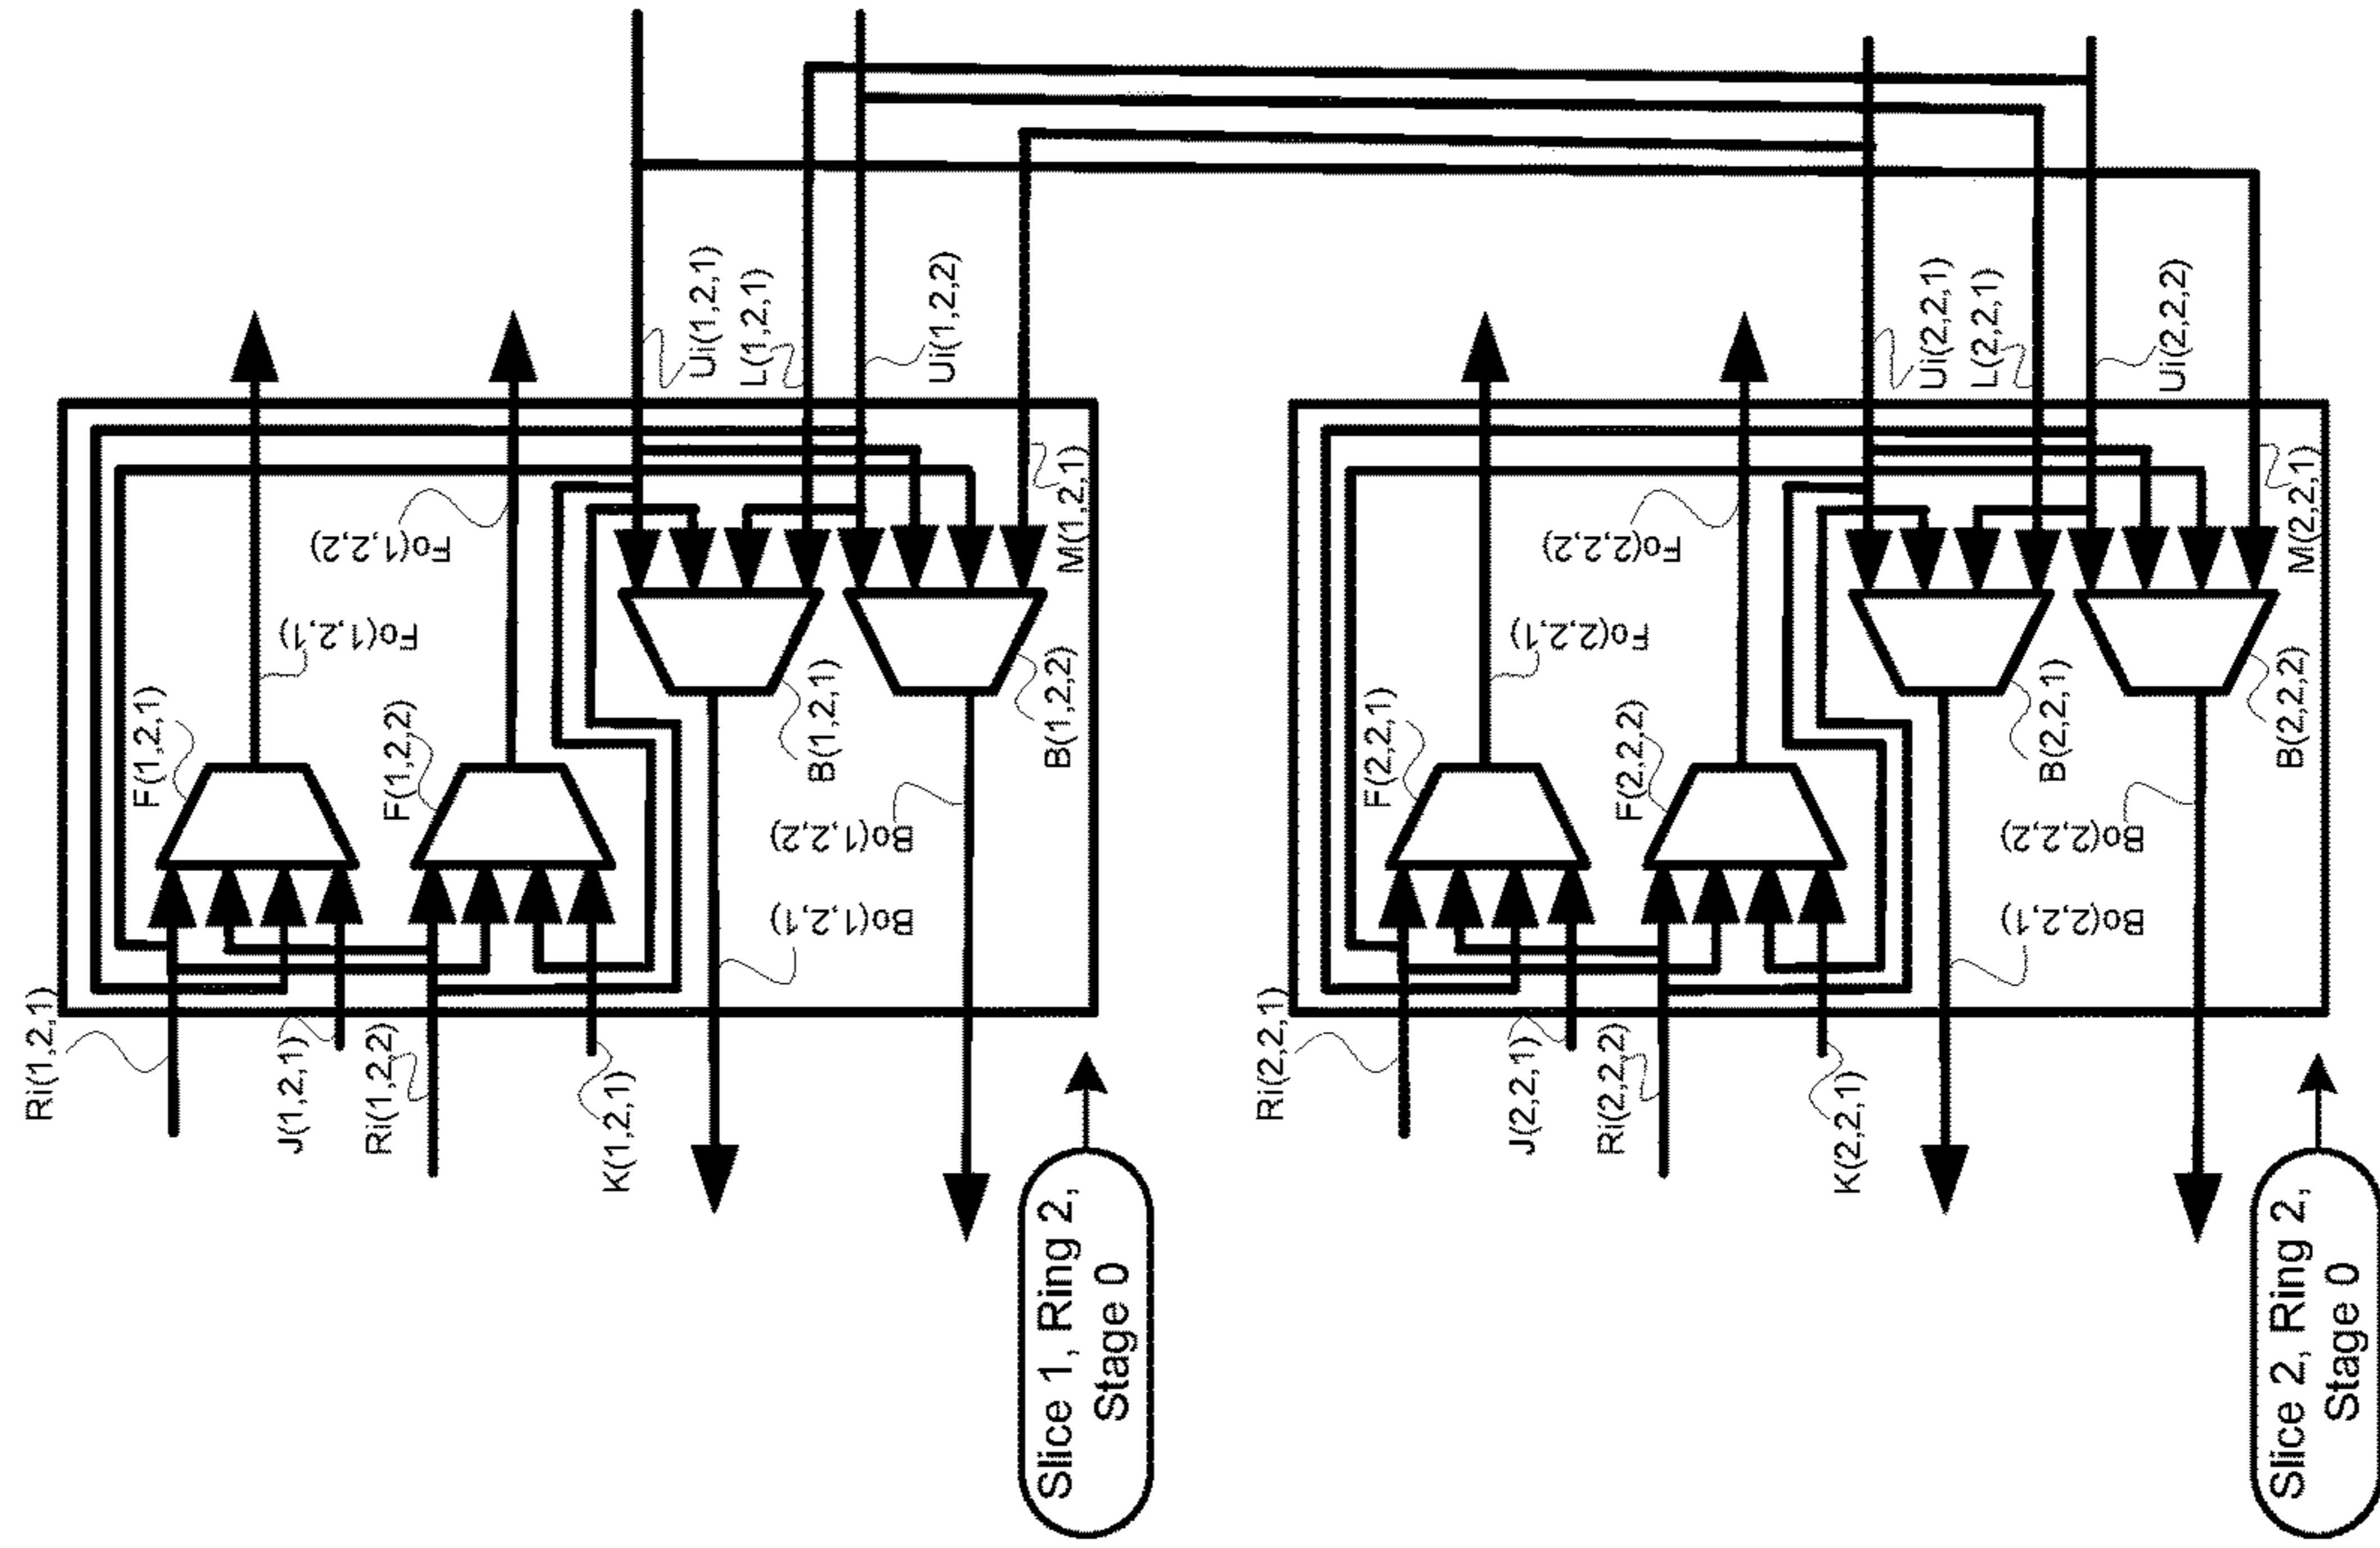 Ri(1,2,1)
J(1,2,1)
Ri(1,2,2)
K(1,2,1)
F(1,2,1)
F(1,2,2)
Fo(1,2,1)
Fo(1,2,2)
Ui(1,2,1)
L(1,2,1)
Ui(1,2,2)
M(1,2,1)
B(1,2,1)
B(1,2,2)
Bo(1,2,2)
Bo(1,2,1)
Slice 1, Ring 2,
Stage 0
Ri(2,2,1)
J(2,2,1)
Ri(2,2,2)
K(2,2,1)
F(2,2,1)
F(2,2,2)
Fo(2,2,1)
Fo(2,2,2)
Ui(2,2,1)
L(2,2,1)
Ui(2,2,2)
M(2,2,1)
B(2,2,1)
B(2,2,2)
Bo(2,2,2)
Bo(2,2,1)
Slice 2, Ring 2,
Stage 0